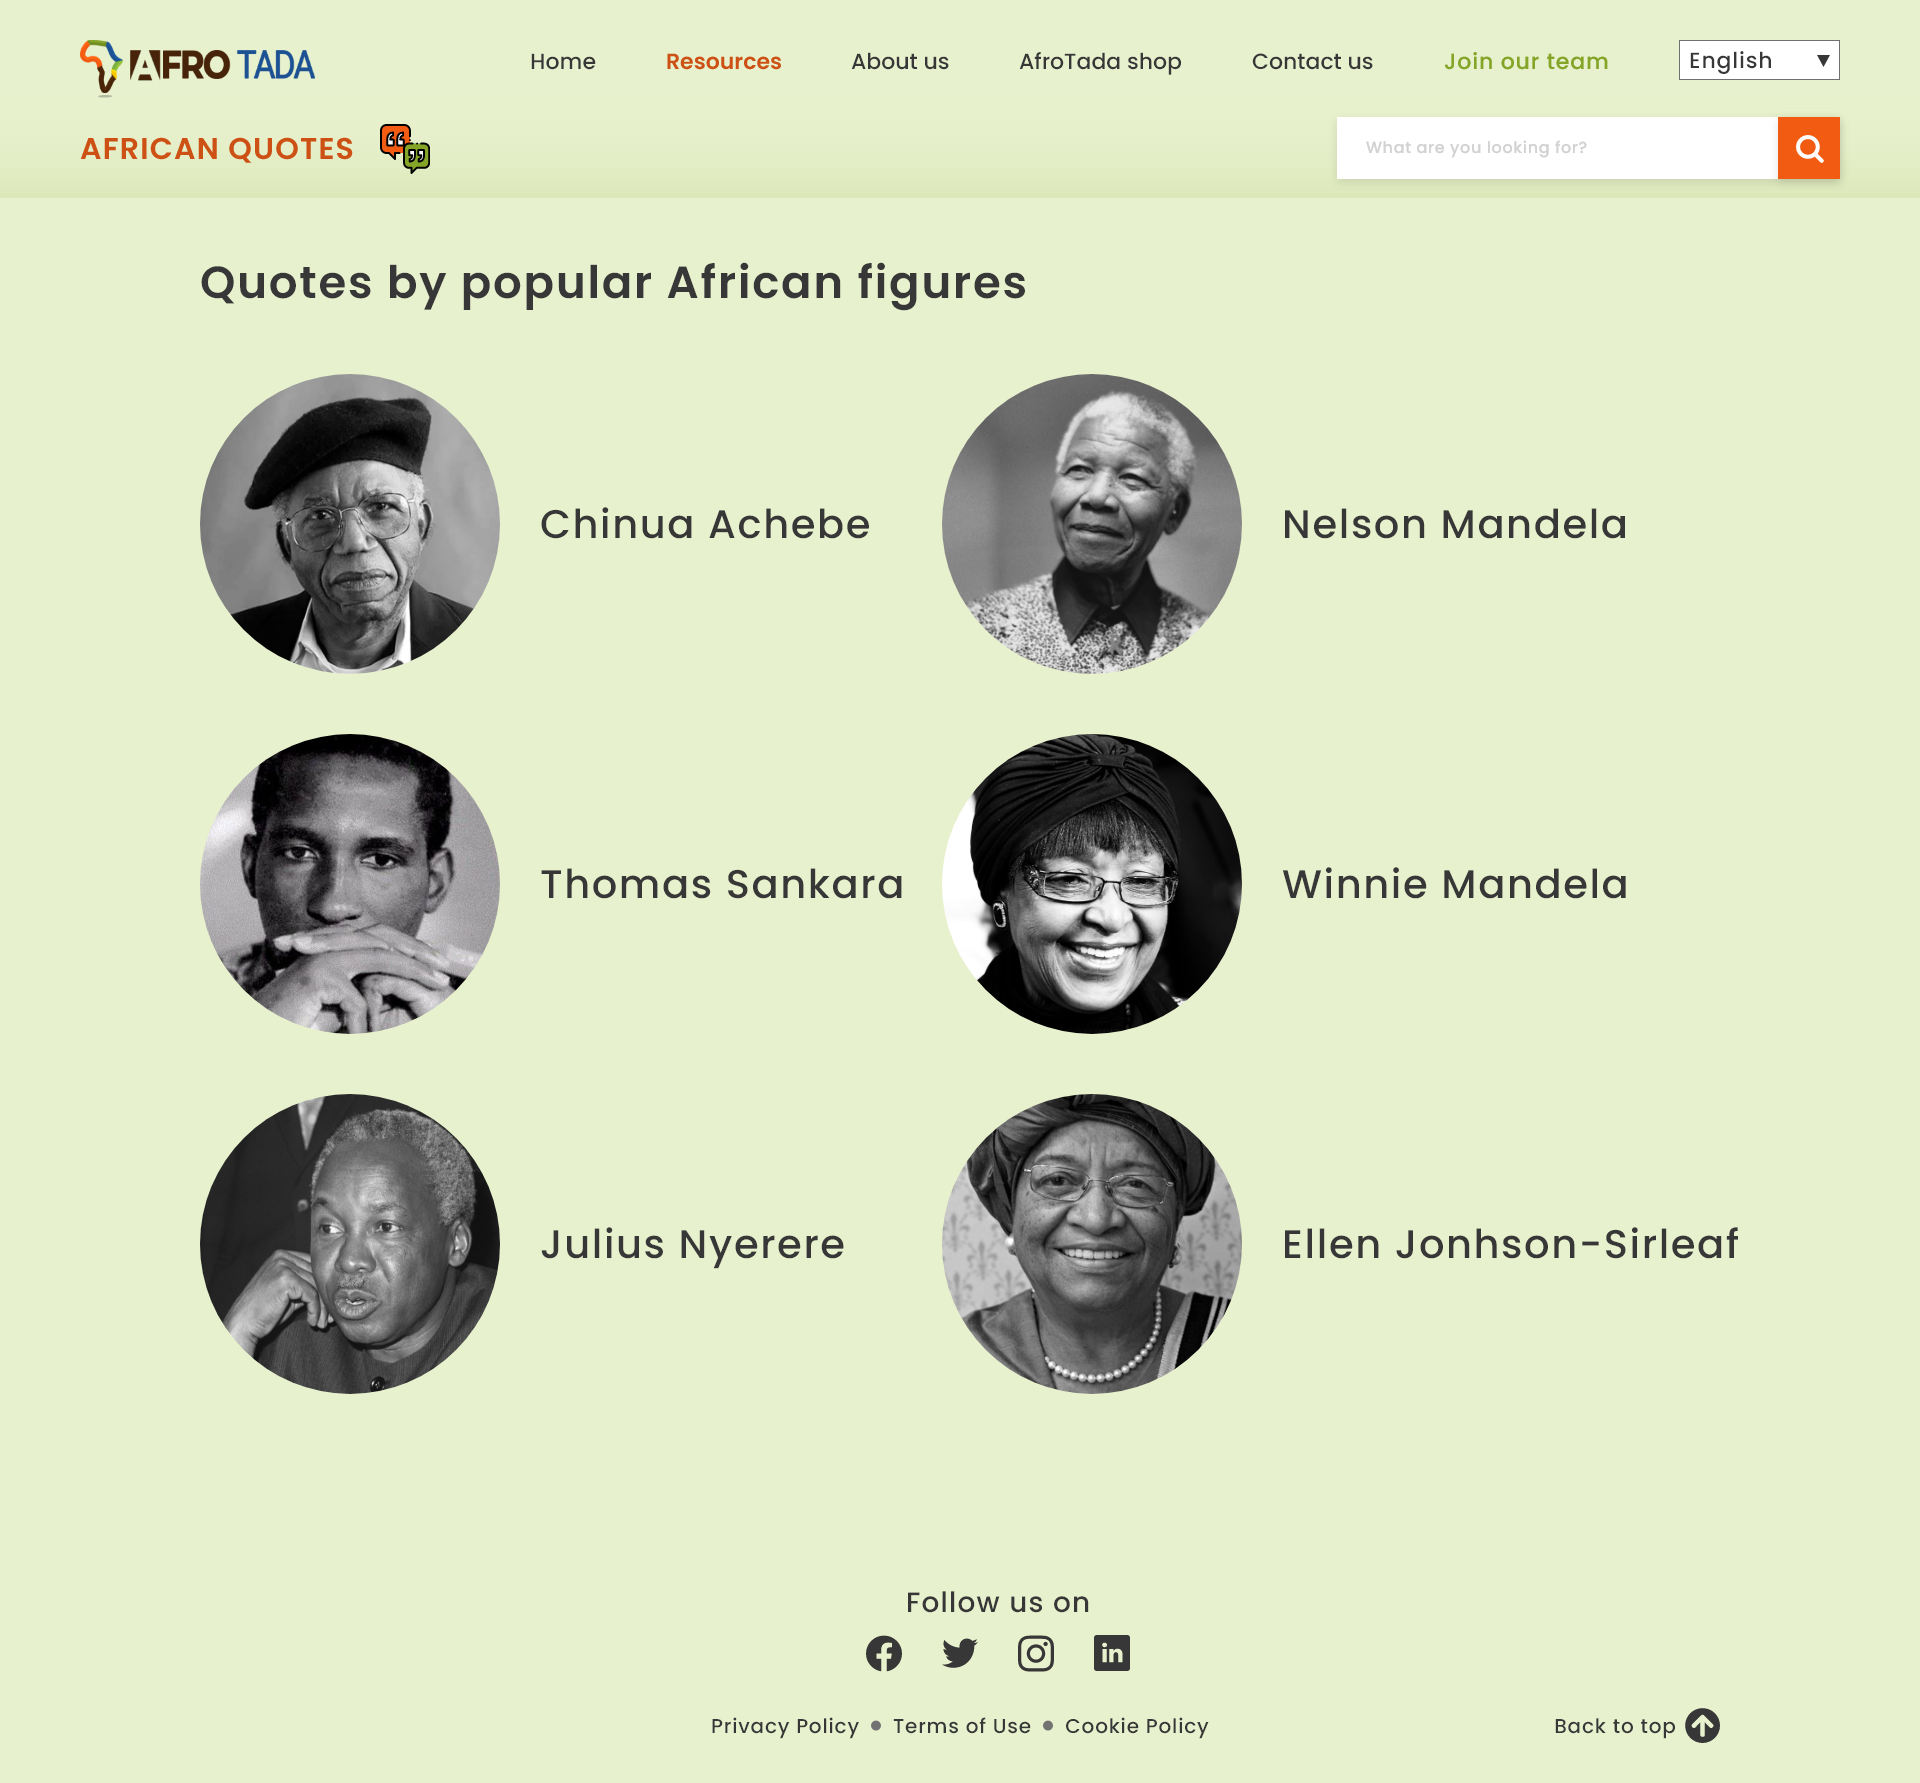 AFRO TADA
Home
Resources
About us
AfroTada shop
Contact us
Join our team
English
AFRICAN QUOTES
What are you looking for?
Quotes by popular African figures
Chinua Achebe
Nelson Mandela
Thomas Sankara
Winnie Mandela
Julius Nyerere
Ellen Jonhson-Sirleaf
Follow us on
Privacy Policy • Terms of Use • Cookie Policy
Back to top